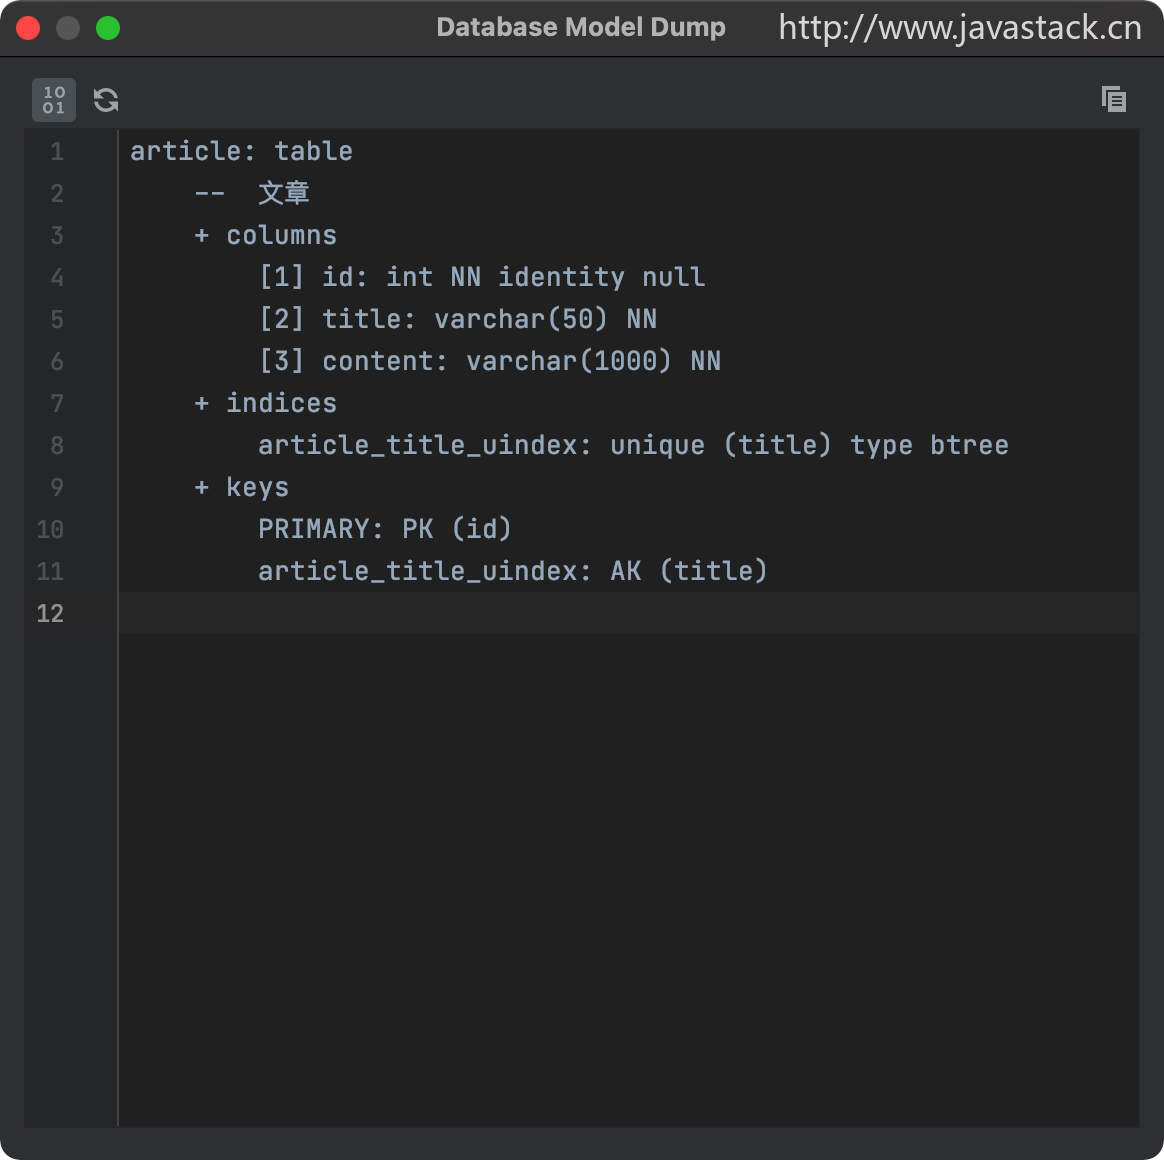 Database Model Dump http://www.javastack.cn
10
01
1 article: table
2 -- 文章
3 + columns
4 [1] id: int NN identity null
5 [2] title: varchar(50) NN
6 [3] content: varchar(1000) NN
7 + indices
8 article_title_uindex: unique (title) type btree
9 + keys
10 PRIMARY: PK (id)
11 article_title_uindex: AK (title)
12